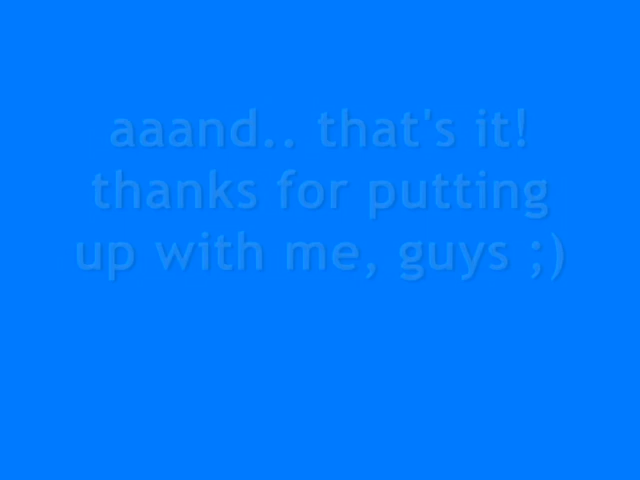 aaand.. that's it!
thanks for putting
up with me, guys ;)